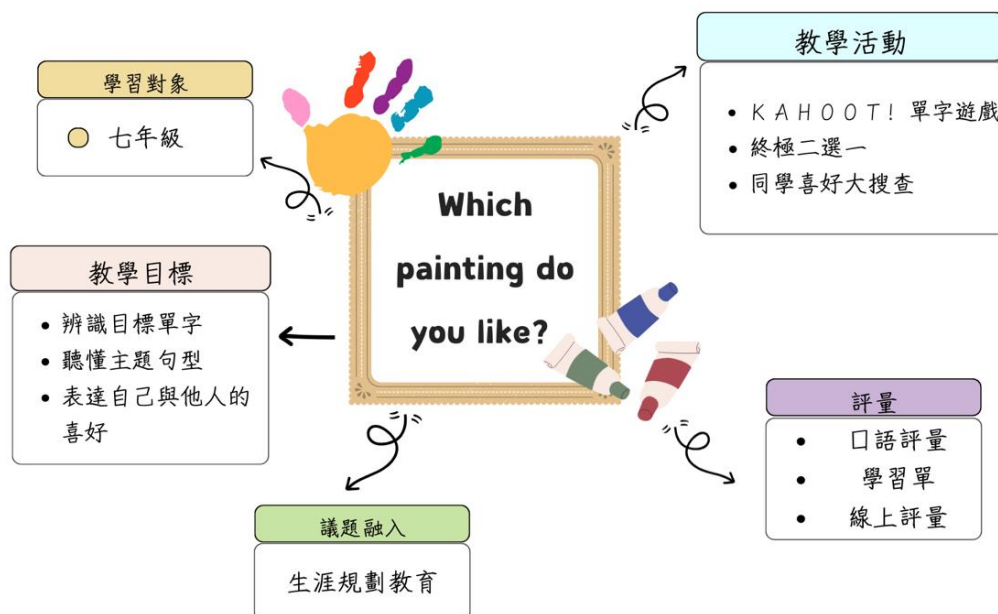 學習對象
七年級
教學目標
辨識目標單字
聽懂主題句型
表達自己與他人的
喜好
Which
painting do
you like?
教學活動
KAHOOT! 單字遊戲
終極二選一
同學喜好大搜查
議題融入
生涯規劃教育
評量
口語評量
學習單
線上評量